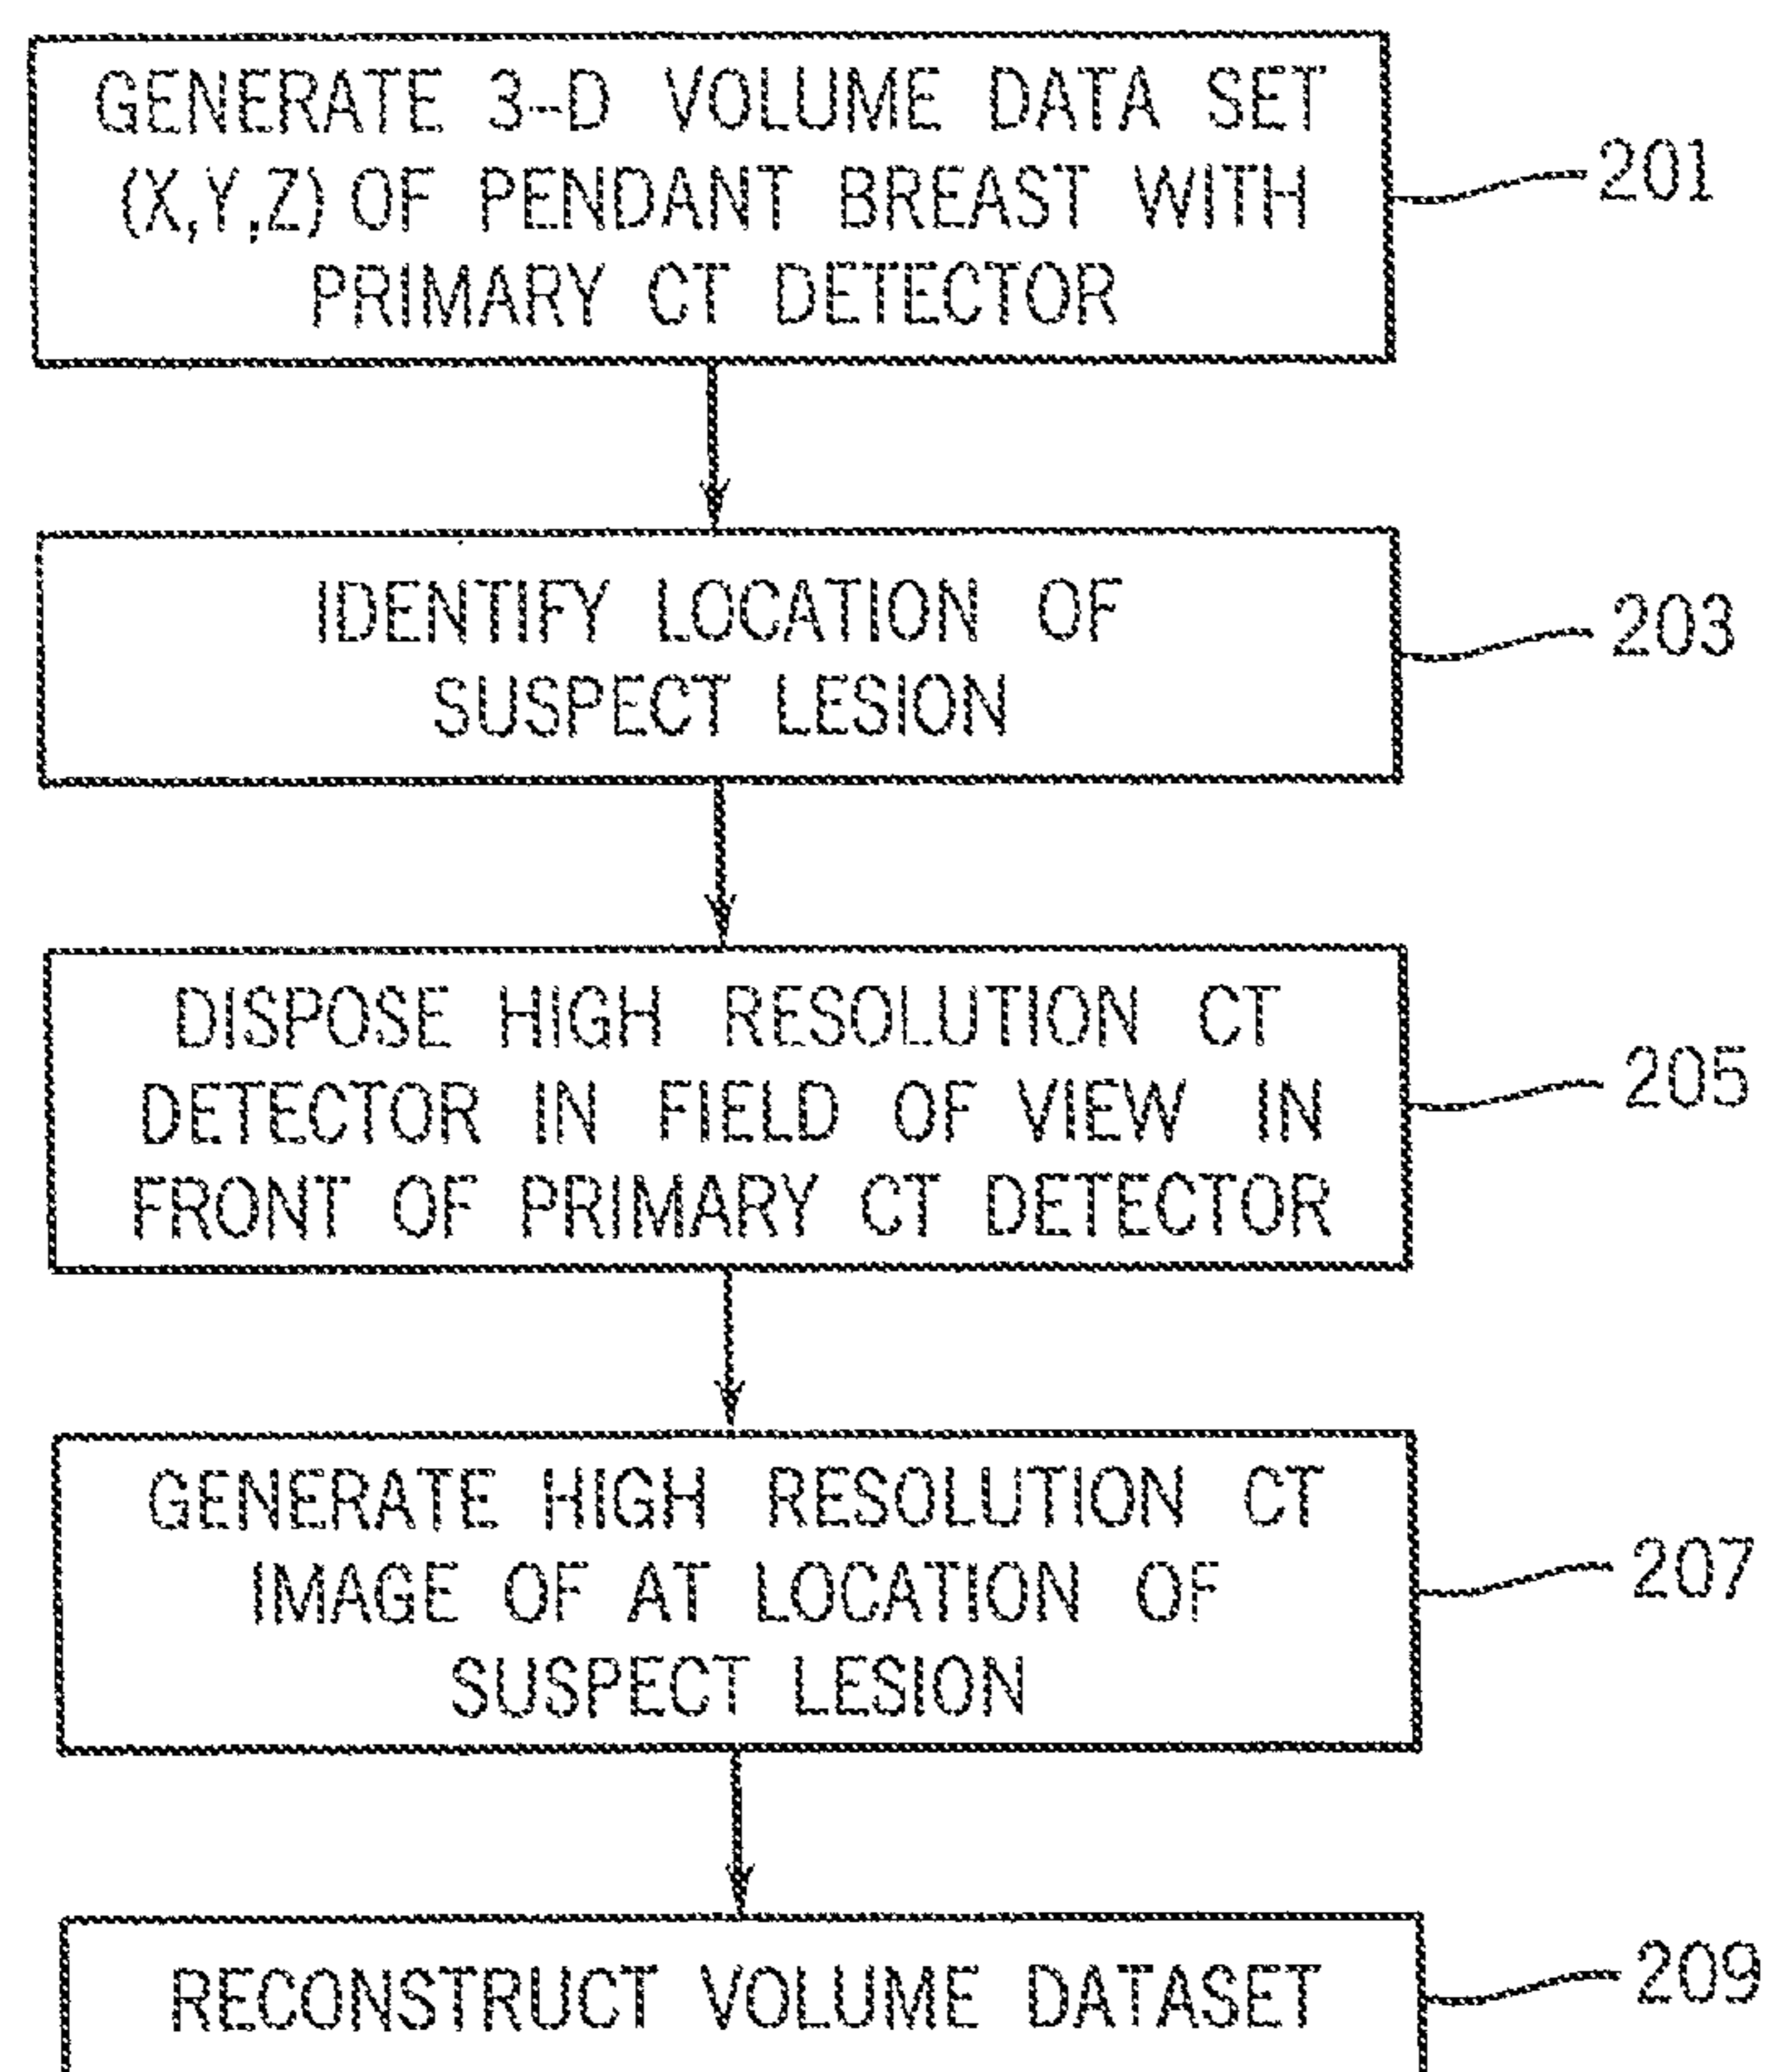 GENERATE 3-D VOLUME DATA SET
(X,Y,Z) OF PENDANT BREAST WITH
PRIMARY CT DETECTOR
201
IDENTIFY LOCATION OF
SUSPECT LESION
203
DISPOSE HIGH RESOLUTION CT
DETECTOR IN FIELD OF VIEW IN
FRONT OF PRIMARY CT DETECTOR
205
GENERATE HIGH RESOLUTION CT
IMAGE OF AT LOCATION OF
SUSPECT LESION
207
RECONSTRUCT VOLUME DATASET
209